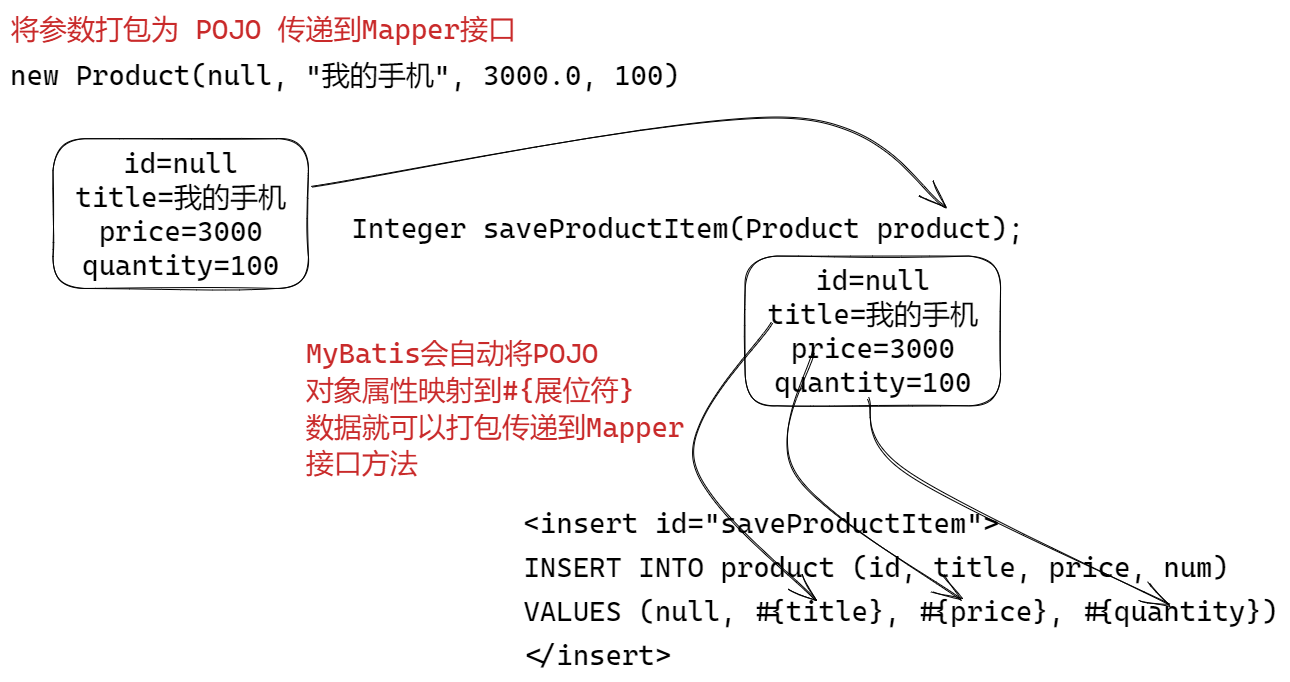 将参数打包为 POJO 传递到Mapper接口
new Product(null, "我的手机", 3000.0, 100)
id=null
title=我的手机
price=3000
quantity=100
Integer saveProductItem(Product product);
id=null
title=我的手机
price=3000
quantity=100
MyBatis会自动将POJO
对象属性映射到#{展位符}
数据就可以打包传递到Mapper
接口方法
<insert id="saveProductItem">
INSERT INTO product (id, title, price, num)
VALUES (null, #{title}, #{price}, #{quantity})
</insert>